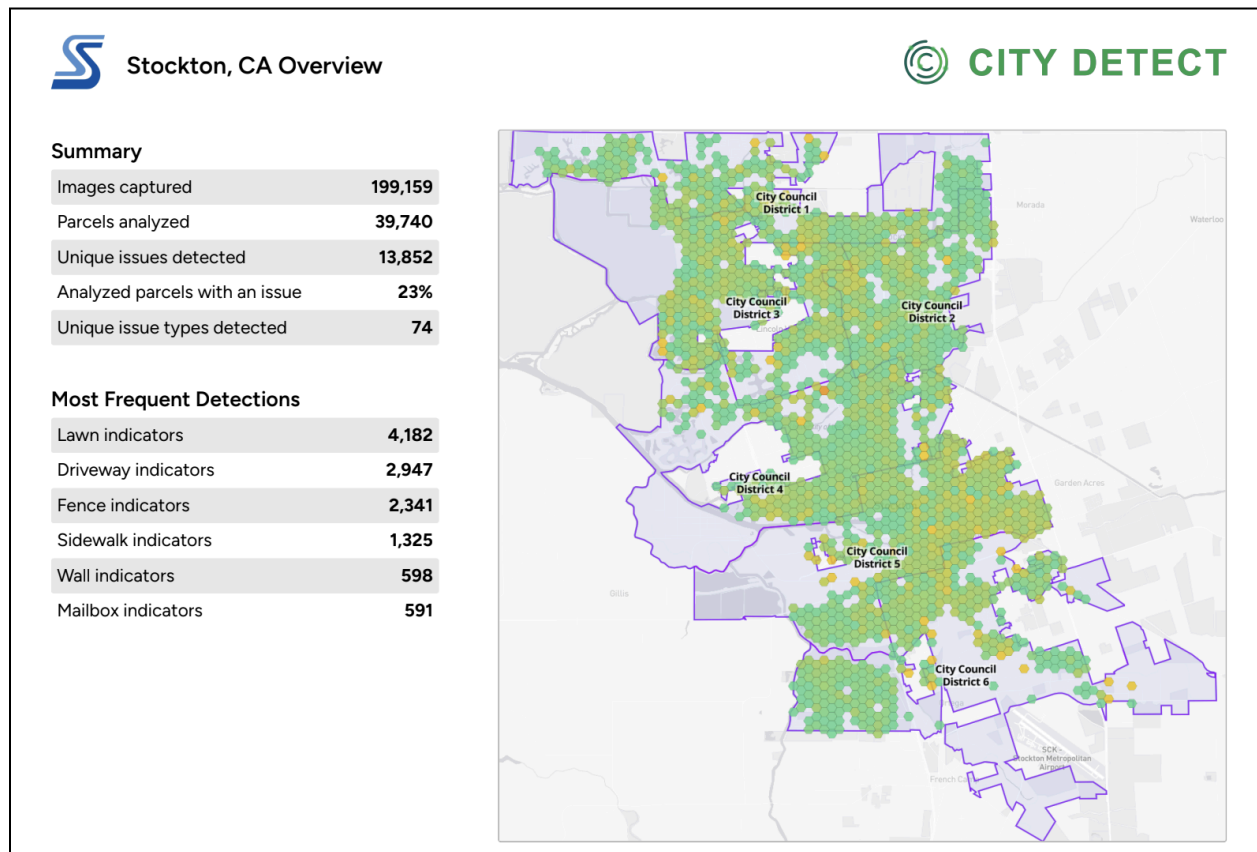 Stockton, CA Overview
CITY DETECT
Summary
Images captured 199,159
Parcels analyzed 39,740
Unique issues detected 13,852
Analyzed parcels with an issue 23%
Unique issue types detected 74
Most Frequent Detections
Lawn indicators 4,182
Driveway indicators 2,947
Fence indicators 2,341
Sidewalk indicators 1,325
Wall indicators 598
Mailbox indicators 591
City Council
District 1
Morada
Waterloo
City Council
District 3
City Council
District 2
City Council
District 4
Garden Acres
City Council
District 5
Gillis
City Council
District 6
SCK -
Stockton Metropolitan
Airport
French Ca